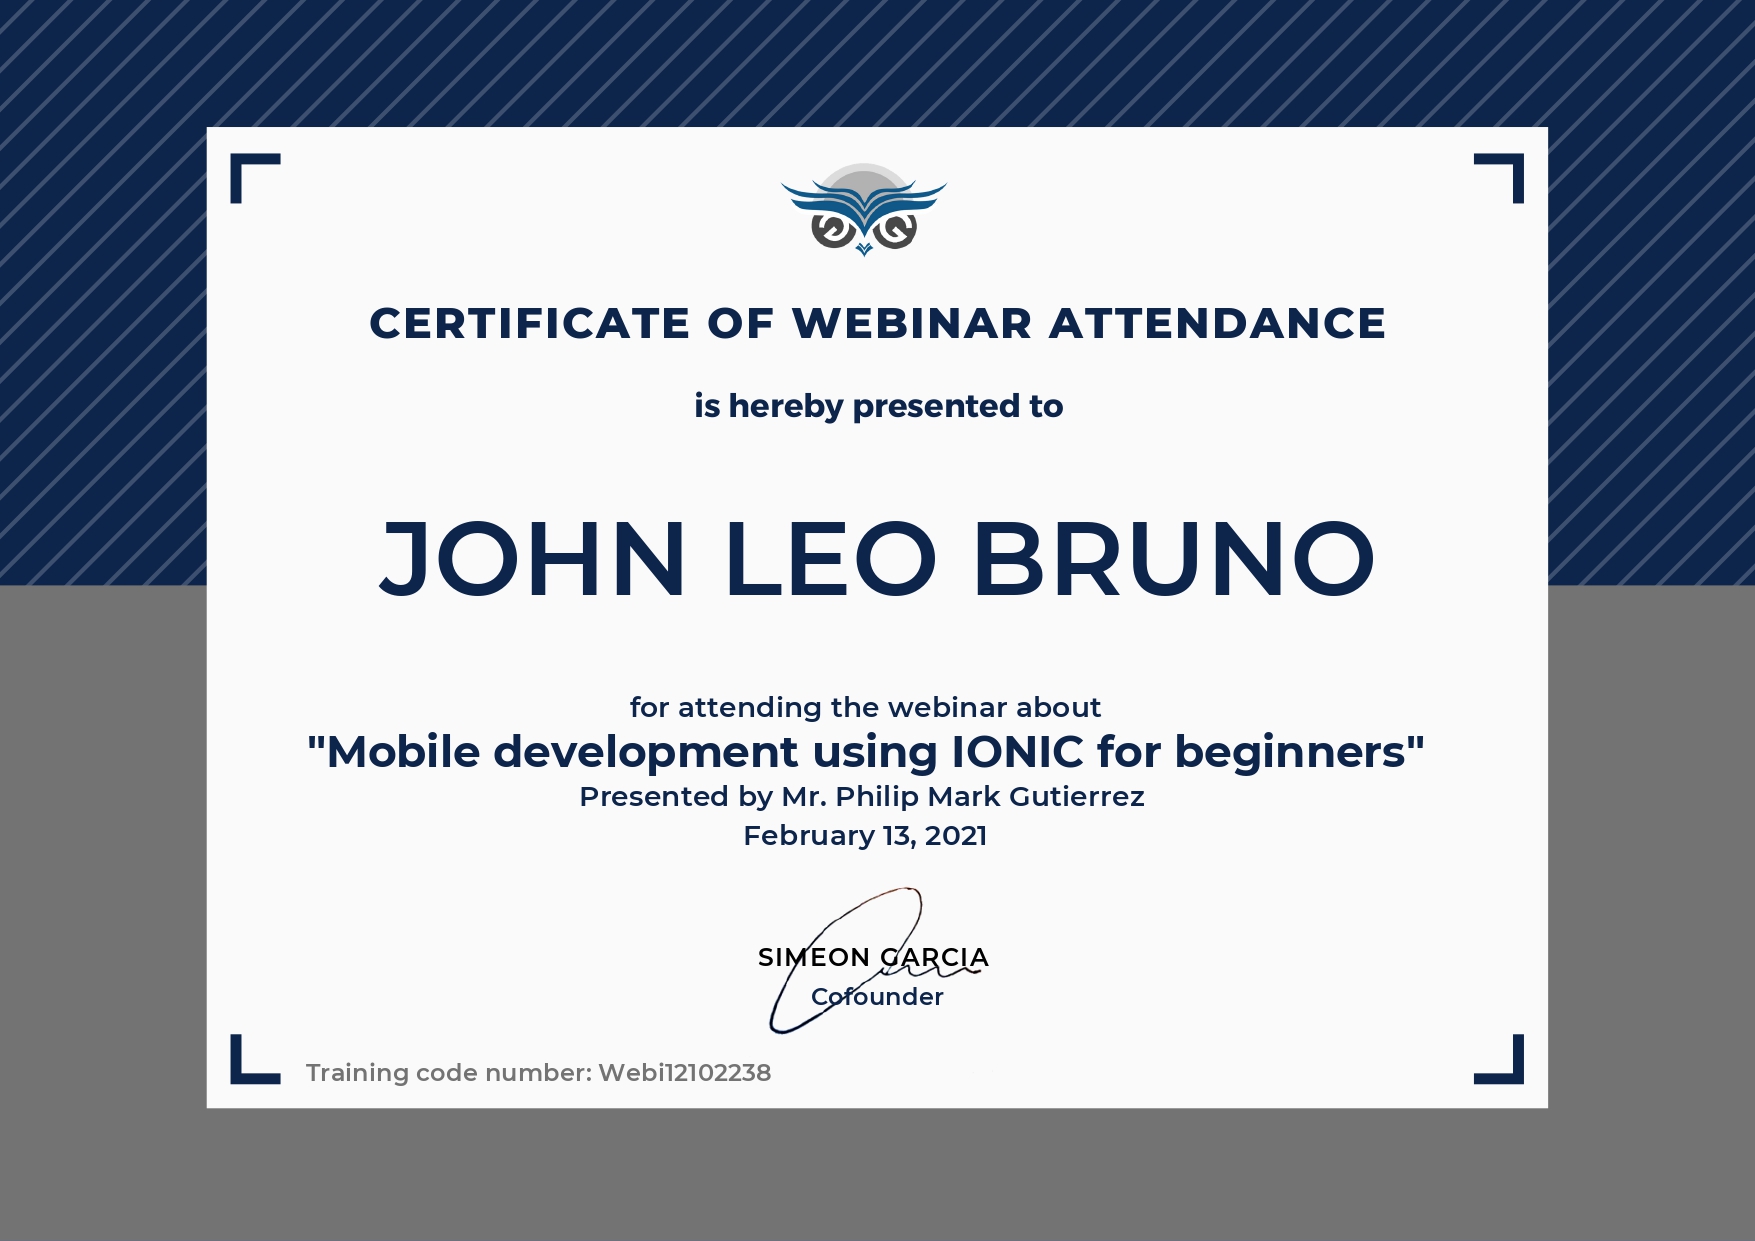 CERTIFICATE OF WEBINAR ATTENDANCE
is hereby presented to
JOHN LEO BRUNO
for attending the webinar about
"Mobile development using IONIC for beginners"
Presented by Mr. Philip Mark Gutierrez
February 13, 2021
SIMEON GARCIA
Cofounder
Training code number: Webi12102238